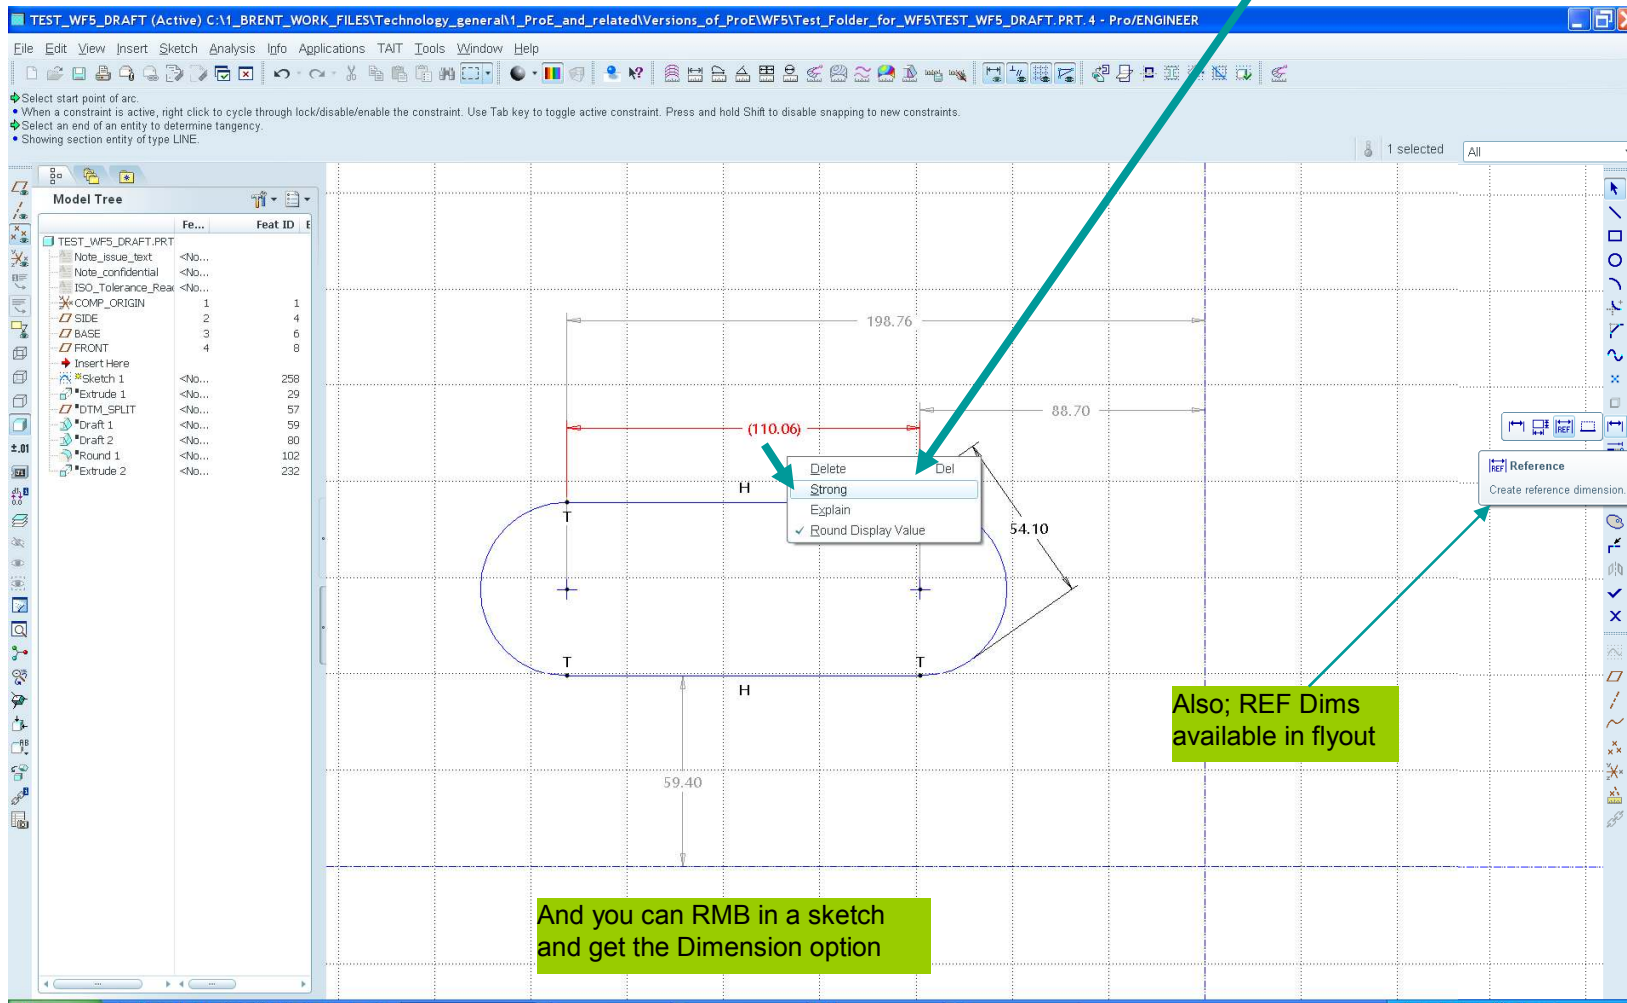 TEST_WF5_DRAFT (Active) C:\1_BRENT_WORK_FILES\Technology_general\1_ProE_and_related\Versions_of_ProE\WF5\Test_Folder_for_WF5\TEST_WF5_DRAFT.PRT.4 - Pro/ENGINEER
File Edit View Insert Sketch Analysis Info Applications TAIT Tools Window Help
Select start point of arc.
When a constraint is active, right click to cycle through lock/disable/enable the constraint. Use Tab key to toggle active constraint. Press and hold Shift to disable snapping to new constraints.
Select an end of an entity to determine tangency.
Showing section entity of type LINE.
1 selected All
Model Tree
Fe... Feat ID
TEST_WF5_DRAFT.PRT
Note_issue_text <No...
Note_confidential <No...
ISO_Tolerance_Rea <No...
COMP_ORIGIN 1 1
SIDE 2 4
BASE 3 6
FRONT 4 8
Insert Here
Sketch 1 <No... 258
Extrude 1 <No... 29
DTM_SPLIT <No... 57
Draft 1 <No... 59
Draft 2 <No... 80
Round 1 <No... 102
Extrude 2 <No... 232
198.76
88.70
(110.06)
Delete Del
Strong
Explain
Round Display Value
H
T
54.10
T
T
H
59.40
REF
REF Reference
Create reference dimension.
Also; REF Dims
available in flyout
And you can RMB in a sketch
and get the Dimension option